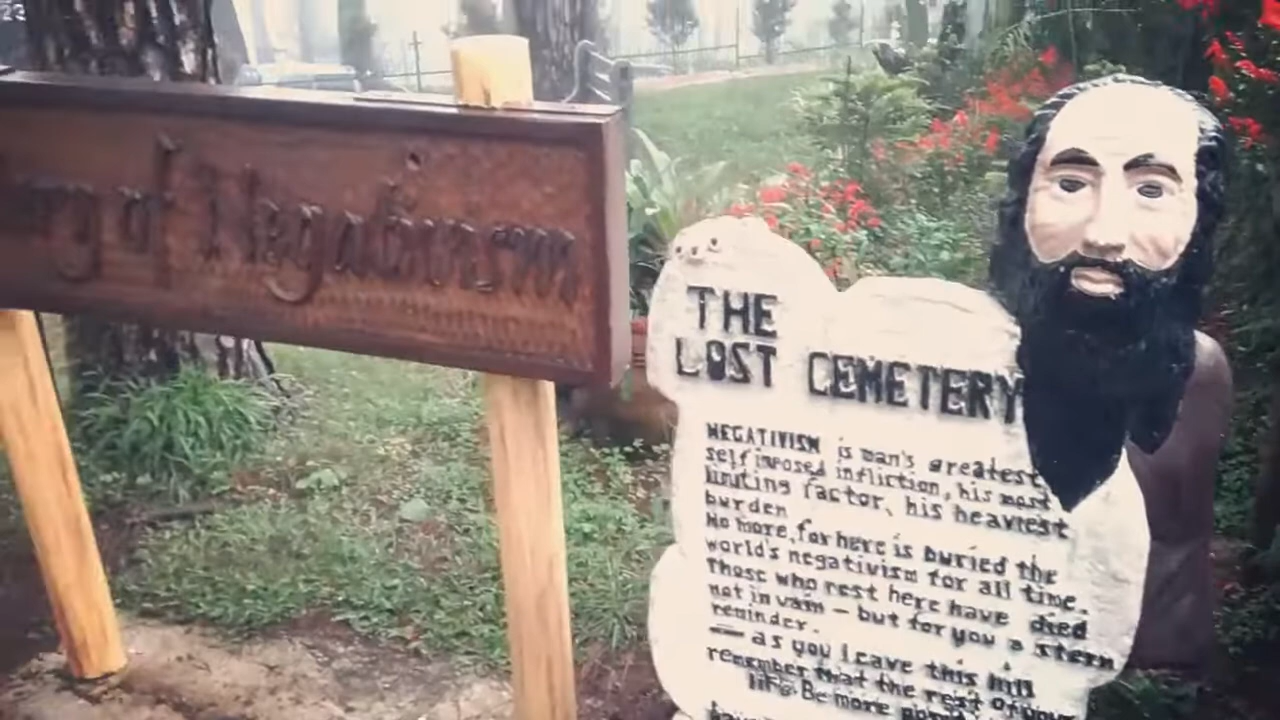 23
of Negativism
THE
LOST CEMETERY
NEGATIVISM is man's greatest
self imposed infliction, his most
limiting factor, his heaviest
burden
No more, for here is buried the
world's negativism for all time.
Those who rest here have died
not in vain – but for you a stern
reminder.
— as you leave this hill
remember that the rest of your
life. Be more